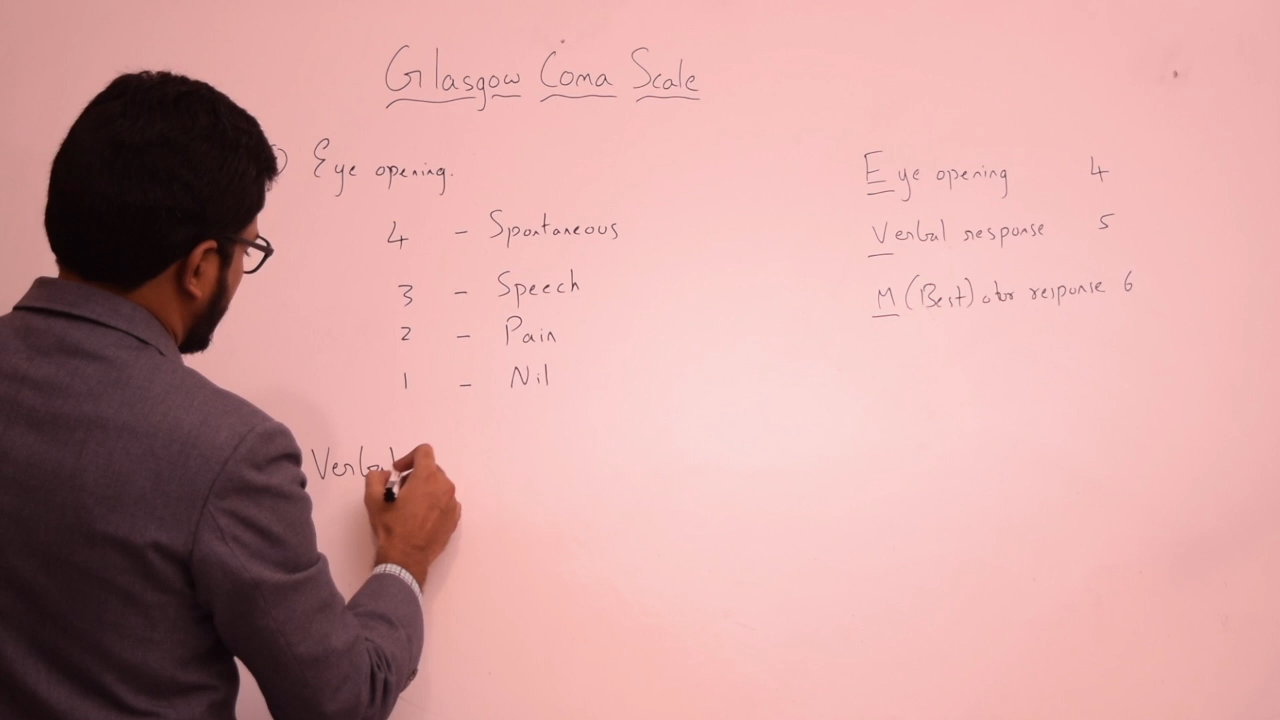 Glasgow Coma Scale
Eye opening.
4 - Spontaneous
3 - Speech
2 - Pain
1 - Nil
Verbal
Eye opening 4
Verbal response 5
M (Best) otor response 6